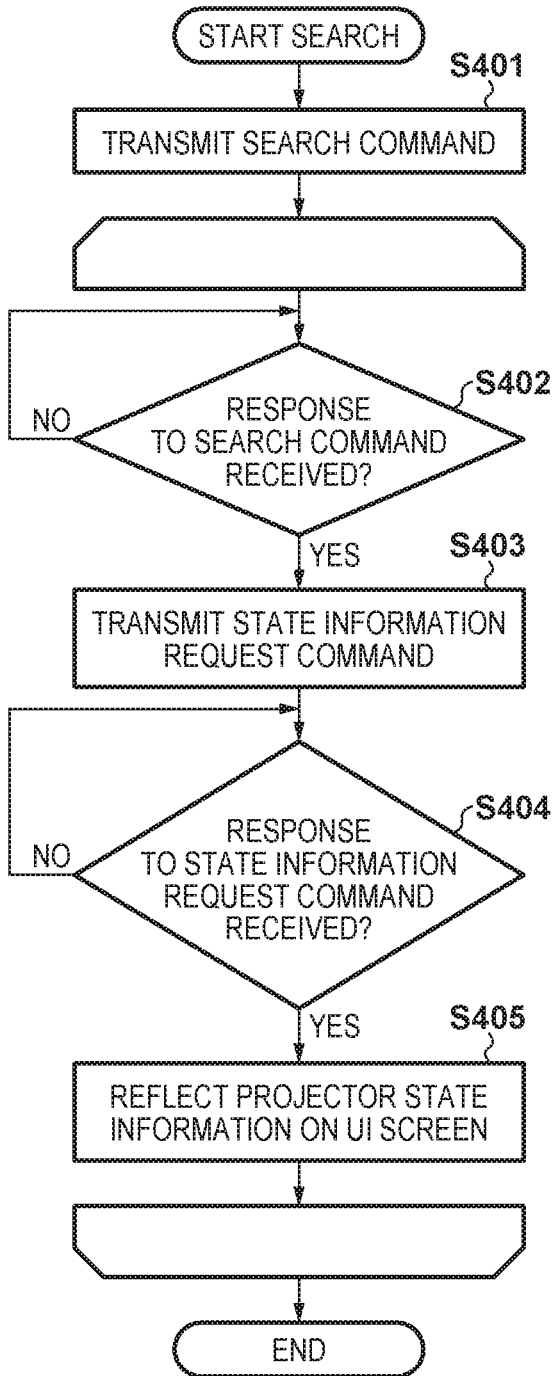 START SEARCH
S401
TRANSMIT SEARCH COMMAND
S402
RESPONSE
TO SEARCH COMMAND
RECEIVED?
NO
YES
S403
TRANSMIT STATE INFORMATION
REQUEST COMMAND
S404
RESPONSE
TO STATE INFORMATION
REQUEST COMMAND
RECEIVED?
NO
YES
S405
REFLECT PROJECTOR STATE
INFORMATION ON UI SCREEN
END